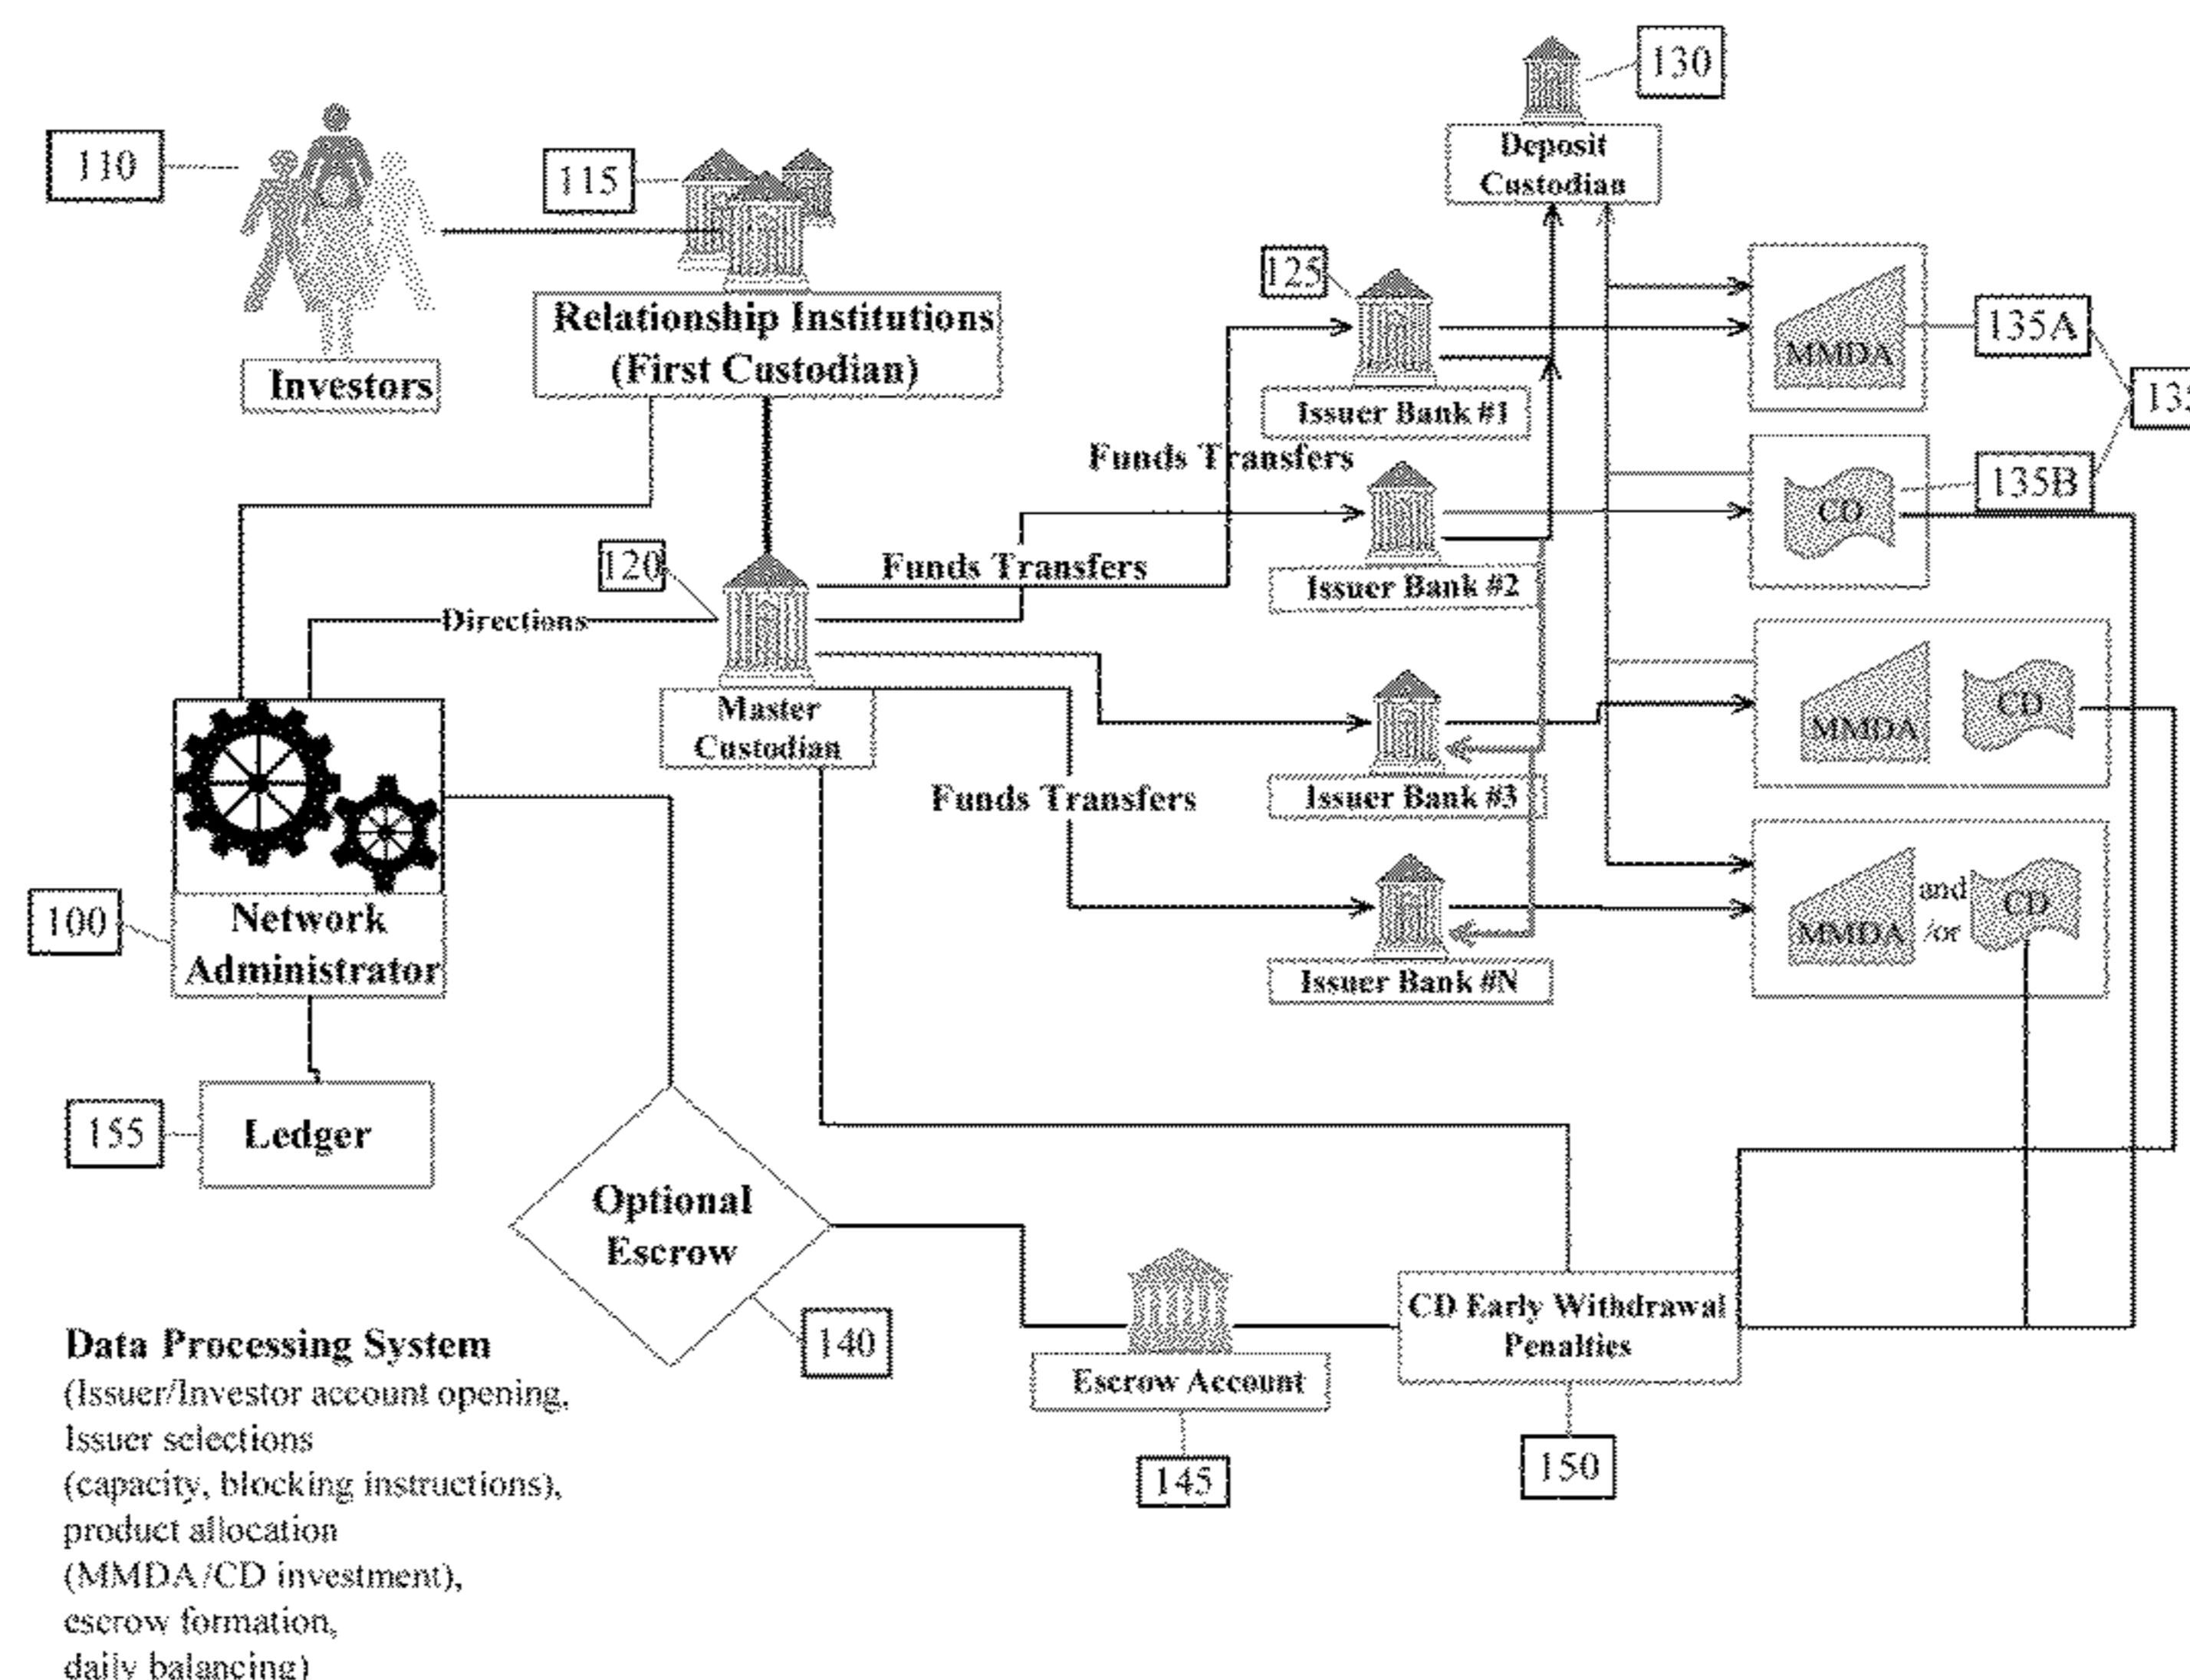 130
Deposit
Custodian
110
115
125
Relationship Institutions
(First Custodian)
Investors
MMDA
135A
135
Issuer Bank #1
Funds Transfers
CD
135B
120
Funds Transfers
Issuer Bank #2
Directions
Master
Custodian
MMDA
CD
Funds Transfers
Issuer Bank #3
100
Network
Administrator
MMDA
and
/or
CD
Issuer Bank #N
155
Ledger
Optional
Escrow
140
CD Early Withdrawal
Penalties
Escrow Account
145
150
Data Processing System
(Issuer/Investor account opening,
Issuer selections
(capacity, blocking instructions),
product allocation
(MMDA/CD investment),
escrow formation,
daily balancing)